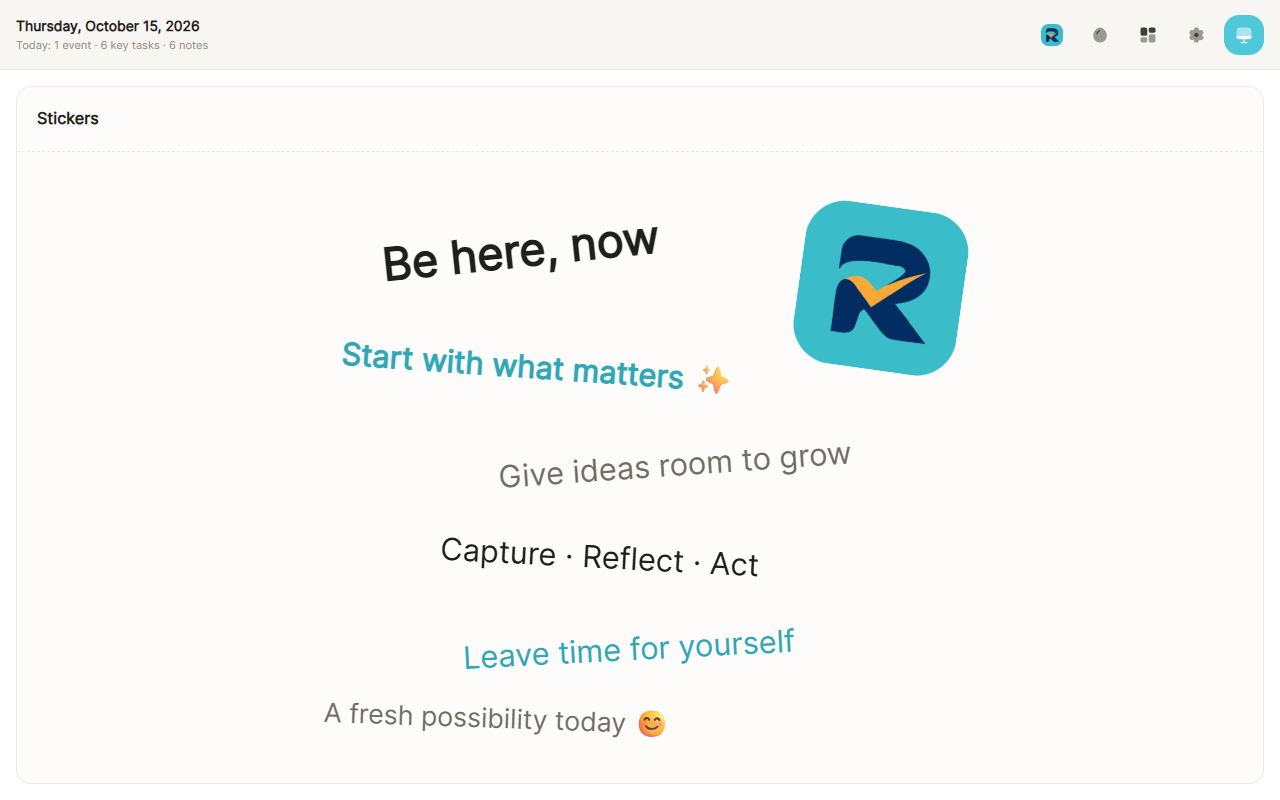 Thursday, October 15, 2026
Today: 1 event · 6 key tasks · 6 notes
Stickers
Be here, now
Start with what matters ✨
Give ideas room to grow
Capture · Reflect · Act
Leave time for yourself
A fresh possibility today 😊